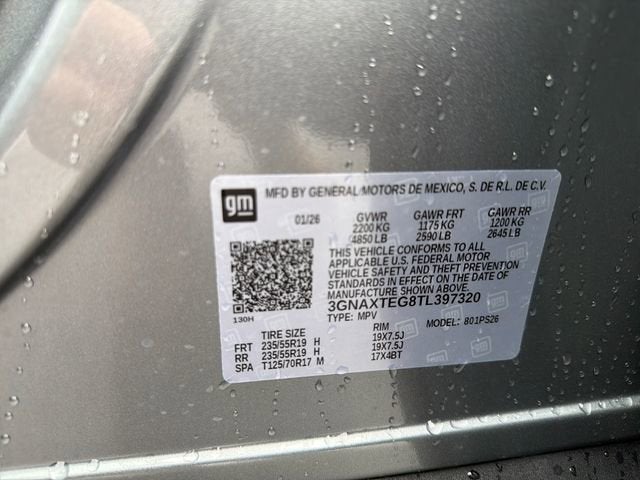 gm
MFD BY GENERAL MOTORS DE MEXICO, S. DE R.L. DE C.V.
01/26 GVWR GAWR FRT GAWR RR
2200 KG 1175 KG 1200 KG
4850 LB 2590 LB 2645 LB
THIS VEHICLE CONFORMS TO ALL
APPLICABLE U.S. FEDERAL MOTOR
VEHICLE SAFETY AND THEFT PREVENTION
STANDARDS IN EFFECT ON THE DATE OF
MANUFACTURE SHOWN ABOVE.
3GNAXTEG8TL397320
130H
TYPE: MPV MODEL: 801PS26
TIRE SIZE RIM
FRT 235/55R19 H 19X7.5J
RR 235/55R19 H 19X7.5J
SPA T125/70R17 M 17X4BT